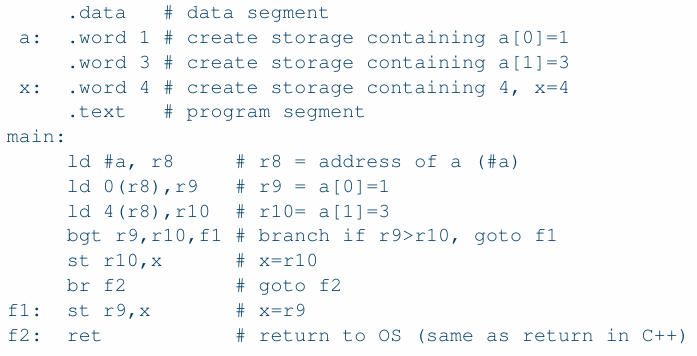 .data # data segment
a: .word 1 # create storage containing a[0]=1
.word 3 # create storage containing a[1]=3
x: .word 4 # create storage containing 4, x=4
.text # program segment
main:
ld #a, r8 # r8 = address of a (#a)
ld 0(r8),r9 # r9 = a[0]=1
ld 4(r8),r10 # r10= a[1]=3
bgt r9,r10,f1 # branch if r9>r10, goto f1
st r10,x # x=r10
br f2 # goto f2
f1: st r9,x # x=r9
f2: ret # return to OS (same as return in C++)